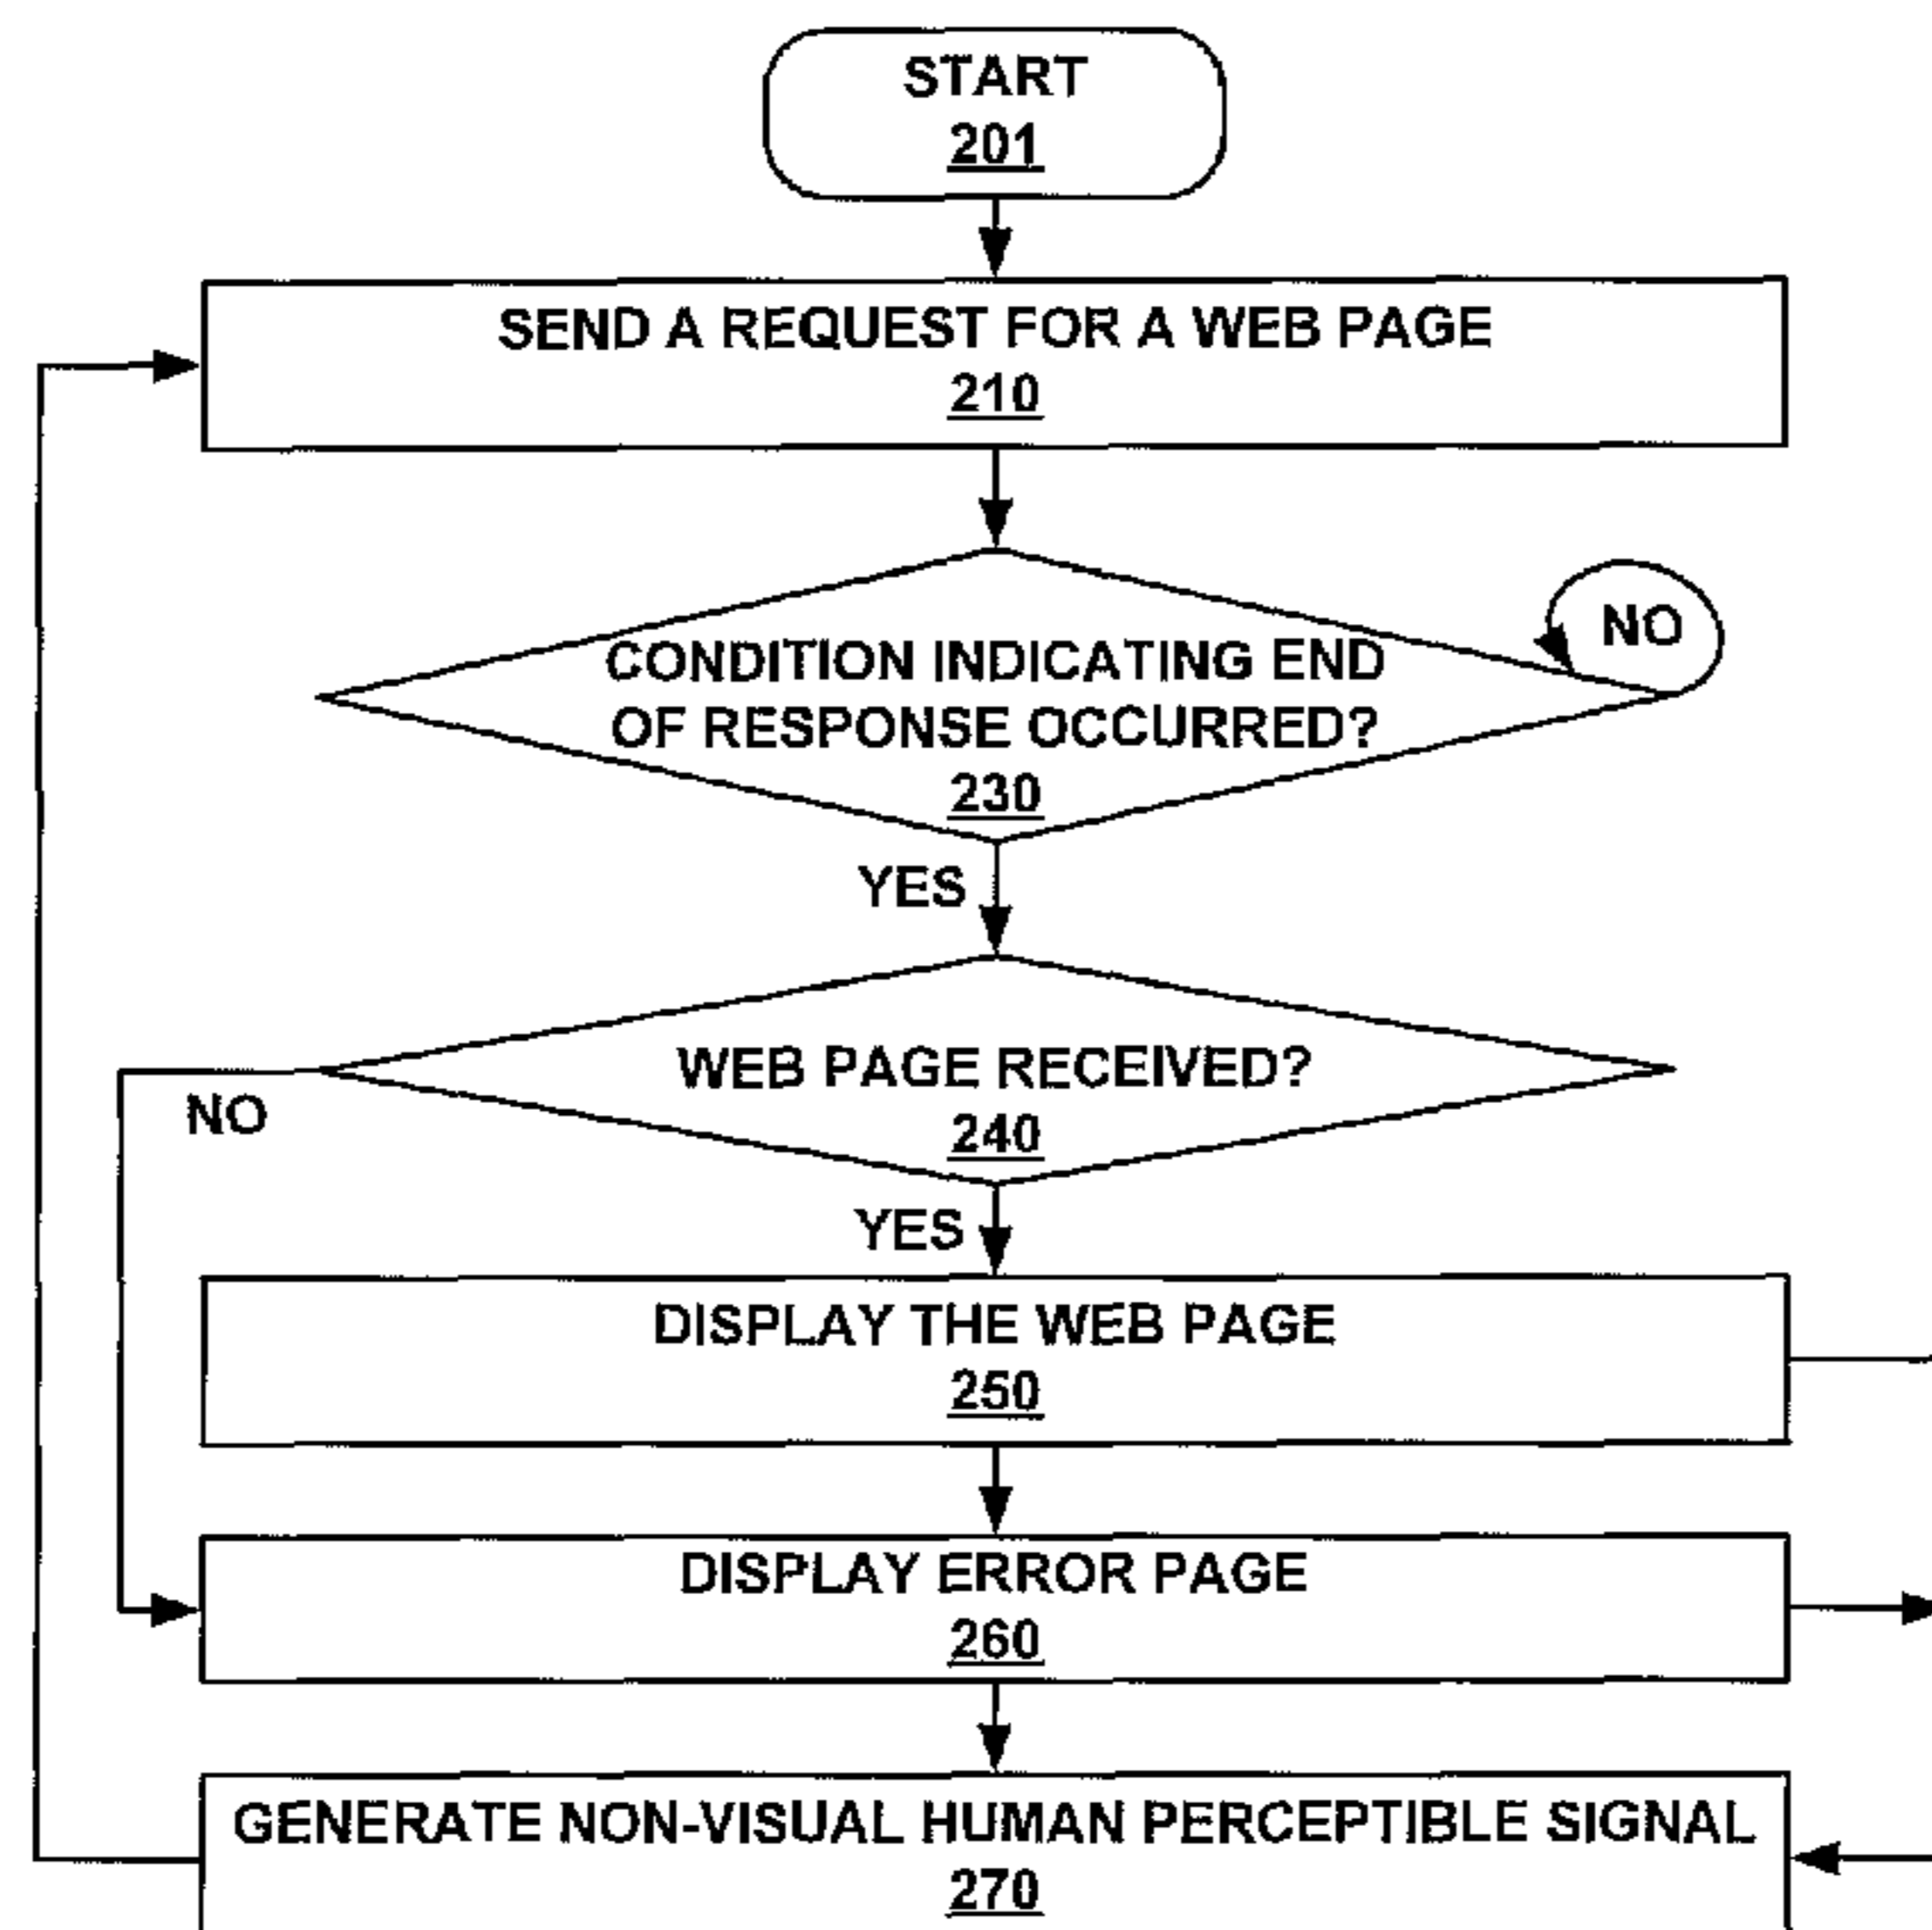 START
201
SEND A REQUEST FOR A WEB PAGE
210
NO
CONDITION INDICATING END
OF RESPONSE OCCURRED?
230
YES
WEB PAGE RECEIVED?
240
NO
YES
DISPLAY THE WEB PAGE
250
DISPLAY ERROR PAGE
260
GENERATE NON-VISUAL HUMAN PERCEPTIBLE SIGNAL
270